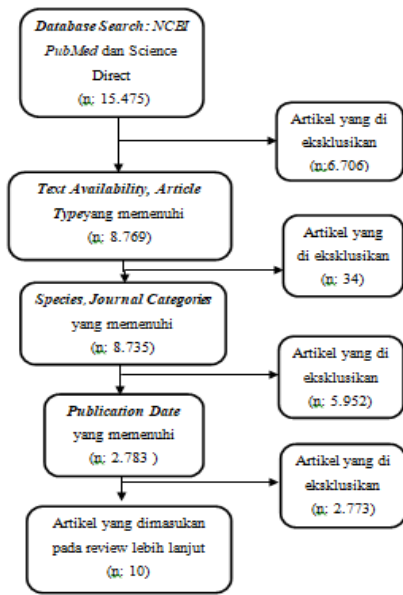 Database Search: NCBI
PubMed dan Science
Direct
(n; 15.475)
Artikel yang di
eksklusikan
(n;6.706)
Text Availability, Article
Typeyang memenuhi
(n; 8.769)
Artikel yang
di eksklusikan
(n; 34)
Species, Journal Categories
yang memenuhi
(n; 8.735)
Artikel yang di
eksklusikan
(n; 5.952)
Publication Date
yang memenuhi
(n; 2.783 )
Artikel yang di
eksklusikan
(n; 2.773)
Artikel yang dimasukan
pada review lebih lanjut
(n; 10)